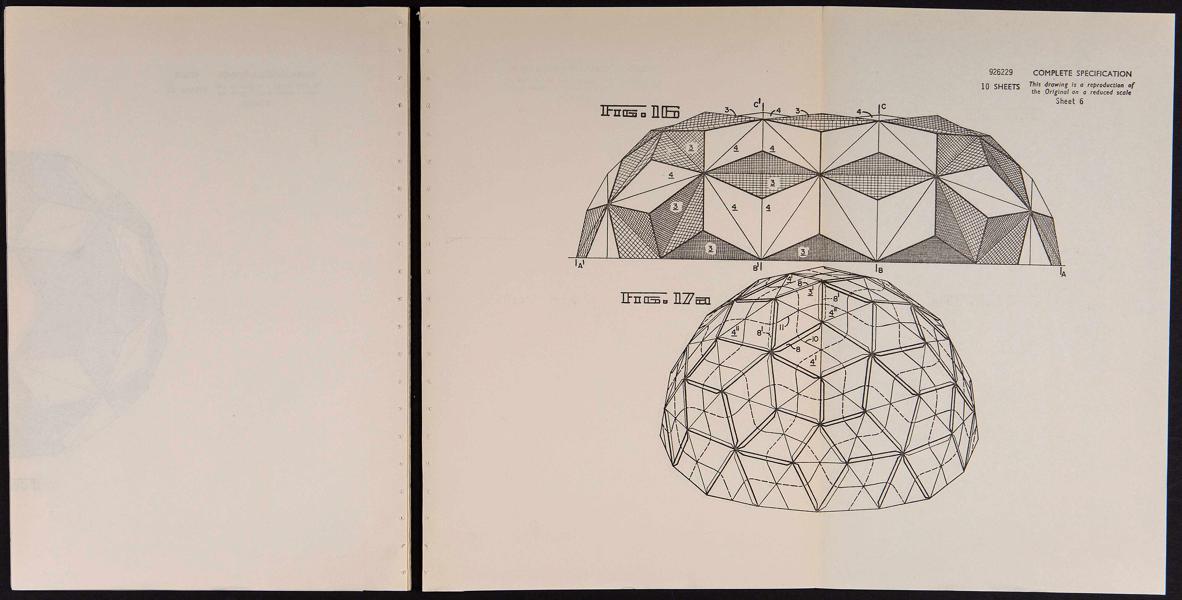 926229 COMPLETE SPECIFICATION
10 SHEETS This drawing is a reproduction of
the Original on a reduced scale
Sheet 6
FIG. 16
C' C
3 4 3 4
3 4 4
4 3
3 4 4
3 3
A' B' B A
FIG. 17a
4' 8 4
8'
4"
11
4" 8'
10
8
4'